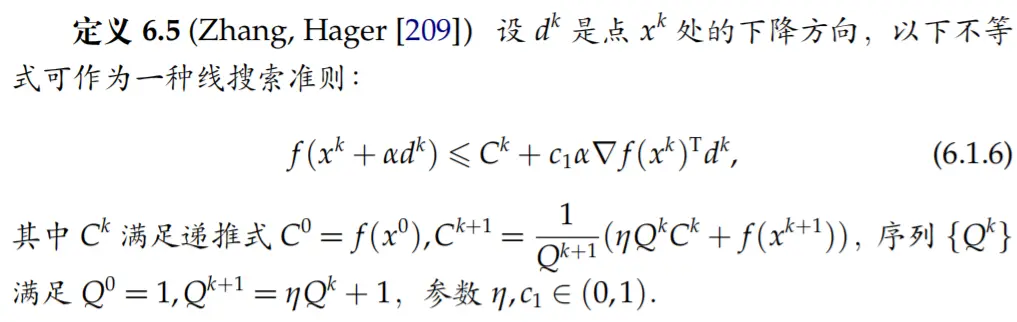 定义 6.5 (Zhang, Hager [209]) 设 d^k 是点 x^k 处的下降方向，以下不等
式可作为一种线搜索准则：
f(x^k + αd^k) ⩽ C^k + c_1α∇f(x^k)^T d^k, (6.1.6)
其中 C^k 满足递推式 C^0 = f(x^0), C^{k+1} = \frac{1}{Q^{k+1}}(ηQ^kC^k + f(x^{k+1}))，序列 {Q^k}
满足 Q^0 = 1, Q^{k+1} = ηQ^k + 1，参数 η, c_1 ∈ (0,1).